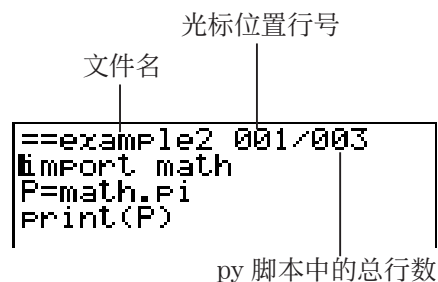 光标位置行号
文件名
==example2 001/003
import math
P=math.pi
print(P)
py 脚本中的总行数